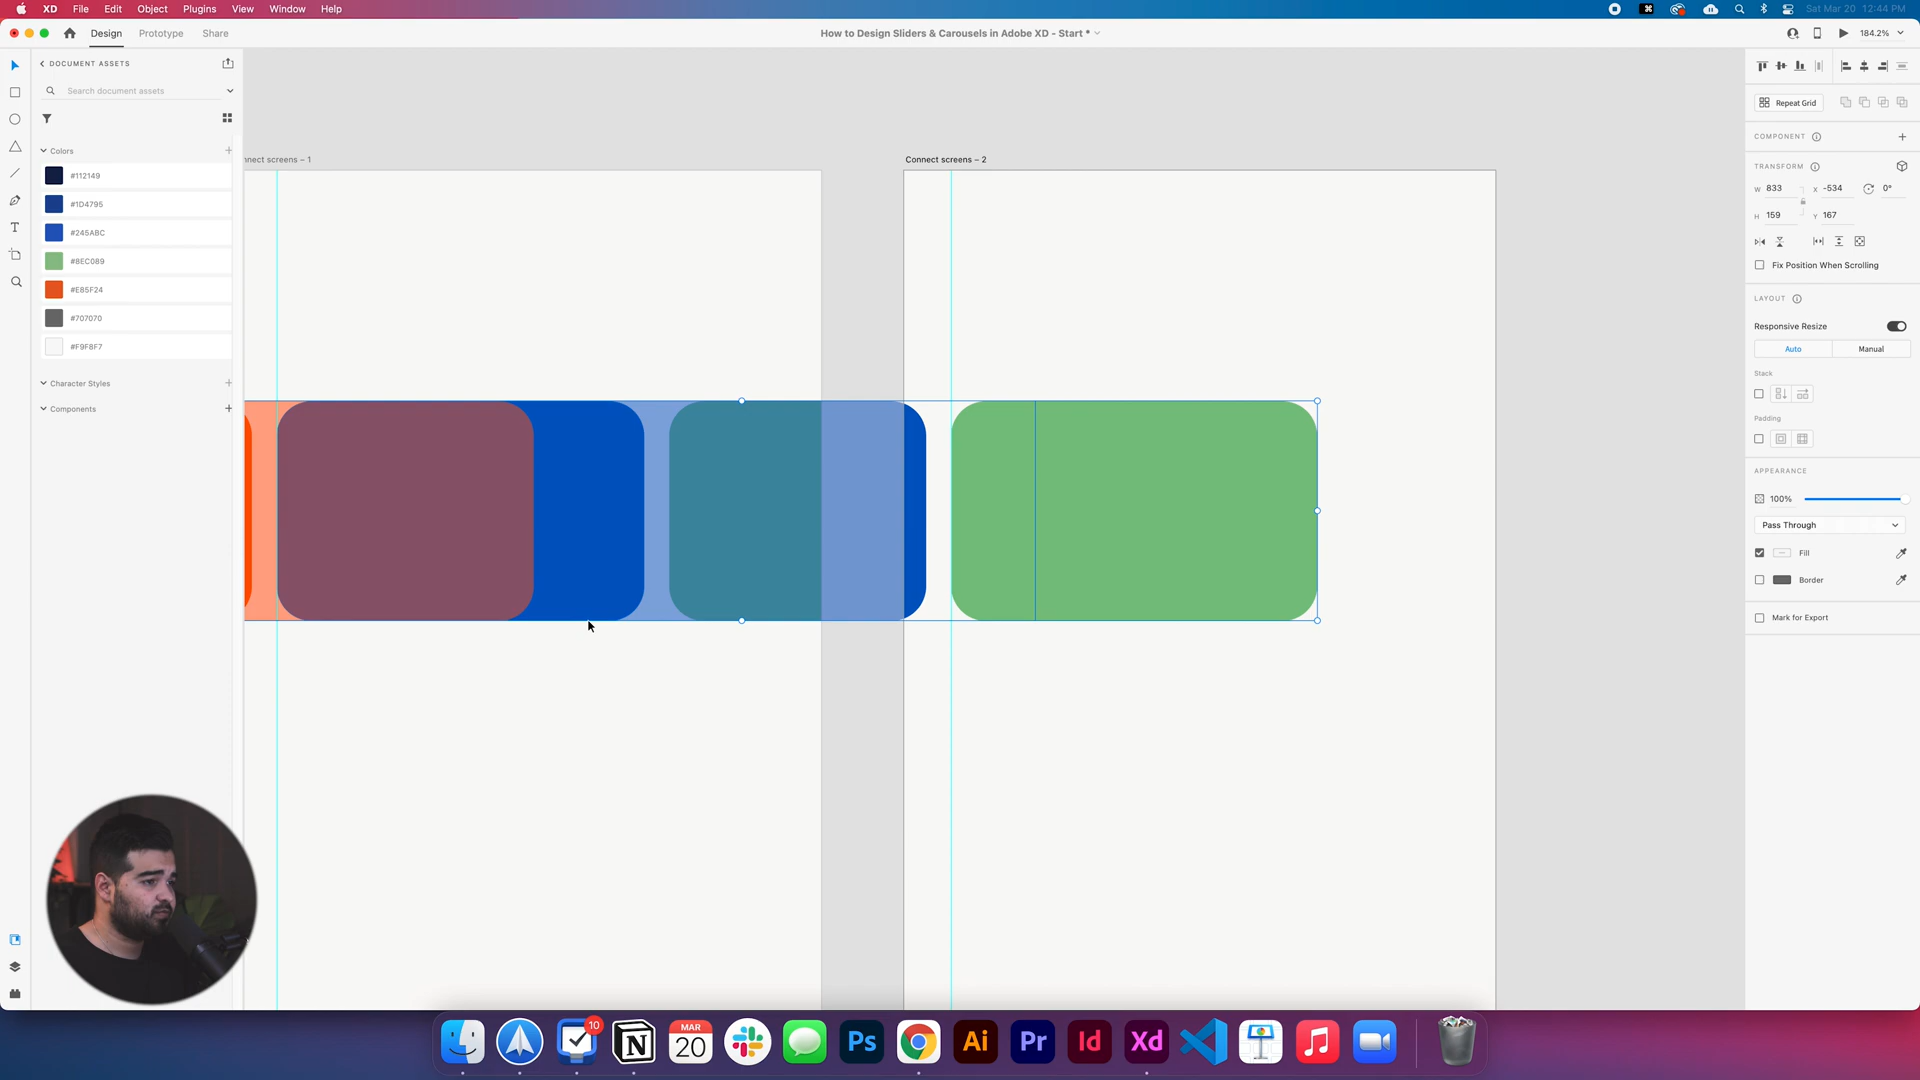 XD File Edit Object Plugins View Window Help
Sat Mar 20 12:44 PM
Design Prototype Share
How to Design Sliders & Carousels in Adobe XD - Start *
184.2%
DOCUMENT ASSETS
Search document assets
Colors
#112149
#1D4795
#245ABC
#8EC089
#E85F24
#707070
#F9F8F7
Character Styles
Components
nnect screens – 1
Connect screens – 2
Repeat Grid
COMPONENT
TRANSFORM
W 833 X -534 0°
H 159 Y 167
Fix Position When Scrolling
LAYOUT
Responsive Resize
Auto Manual
Stack
Padding
APPEARANCE
100%
Pass Through
Fill
Border
Mark for Export
10
MAR
20
Ps
Ai
Pr
Id
Xd